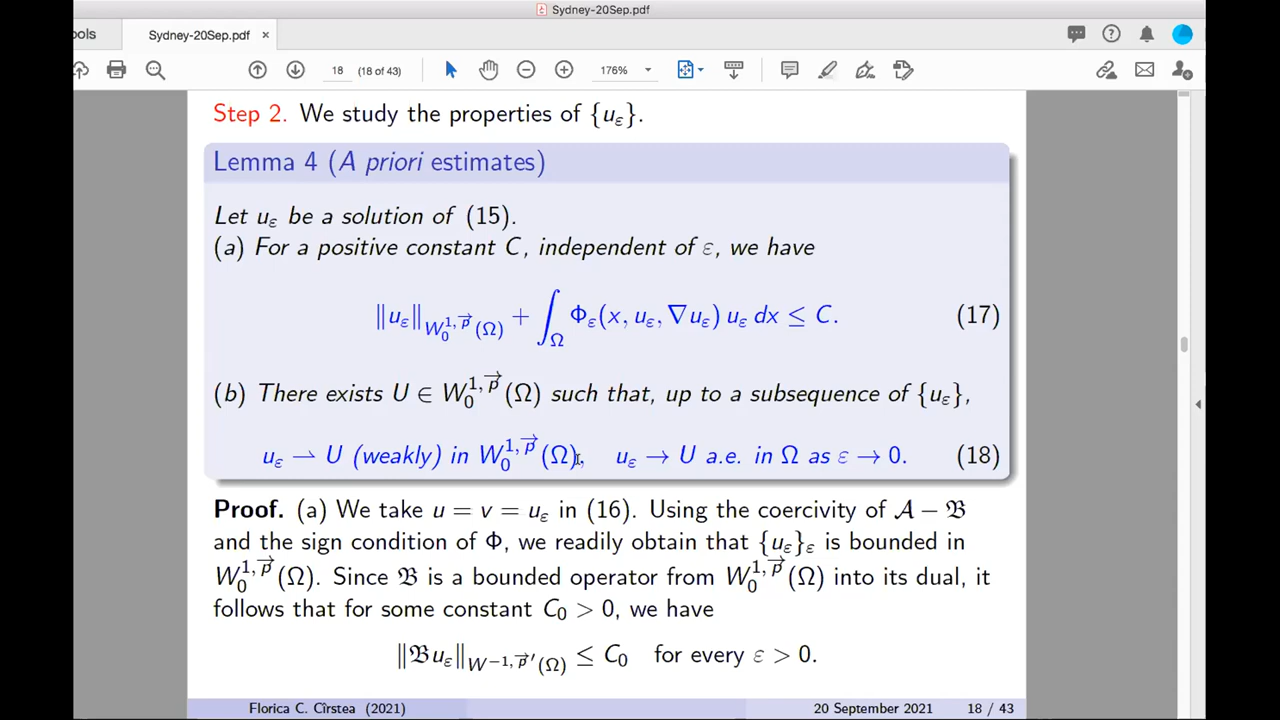 Sydney-20Sep.pdf
ools Sydney-20Sep.pdf ×
18 (18 of 43) 176%
Step 2. We study the properties of {u_ε}.
Lemma 4 (A priori estimates)
Let u_ε be a solution of (15).
(a) For a positive constant C, independent of ε, we have
‖u_ε‖_{W_0^{1,\overrightarrow{p}}(Ω)} + ∫_Ω Φ_ε(x, u_ε, ∇u_ε) u_ε dx ≤ C. (17)
(b) There exists U ∈ W_0^{1,\overrightarrow{p}}(Ω) such that, up to a subsequence of {u_ε},
u_ε ⇀ U (weakly) in W_0^{1,\overrightarrow{p}}(Ω), u_ε → U a.e. in Ω as ε → 0. (18)
Proof. (a) We take u = v = u_ε in (16). Using the coercivity of 𝒜 − 𝔅
and the sign condition of Φ, we readily obtain that {u_ε}_ε is bounded in
W_0^{1,\overrightarrow{p}}(Ω). Since 𝔅 is a bounded operator from W_0^{1,\overrightarrow{p}}(Ω) into its dual, it
follows that for some constant C_0 > 0, we have
‖𝔅u_ε‖_{W^{-1,\overrightarrow{p}'}(Ω)} ≤ C_0 for every ε > 0.
Florica C. Cîrstea (2021) 20 September 2021 18 / 43